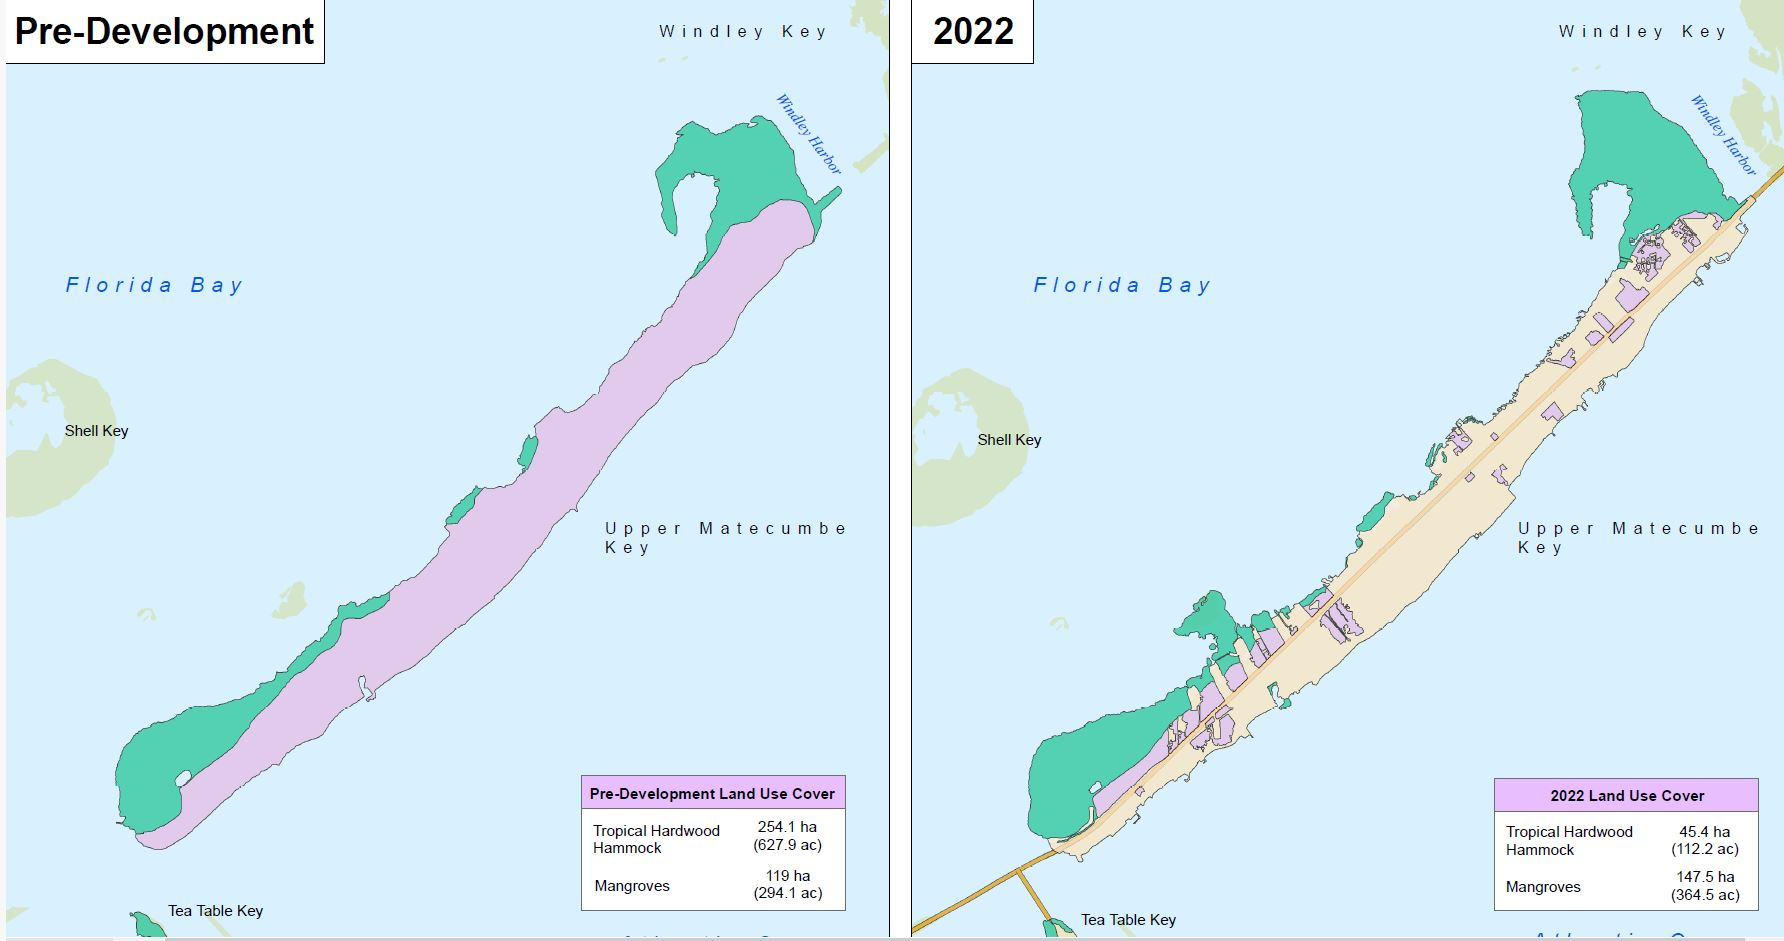 Pre-Development
Windley Key
Windley Harbor
Florida Bay
Shell Key
Upper Matecumbe
Key
Pre-Development Land Use Cover
Tropical Hardwood
Hammock
254.1 ha
(627.9 ac)
Mangroves
119 ha
(294.1 ac)
Tea Table Key
2022
Windley Key
Windley Harbor
Florida Bay
Shell Key
Upper Matecumbe
Key
2022 Land Use Cover
Tropical Hardwood
Hammock
45.4 ha
(112.2 ac)
Mangroves
147.5 ha
(364.5 ac)
Tea Table Key